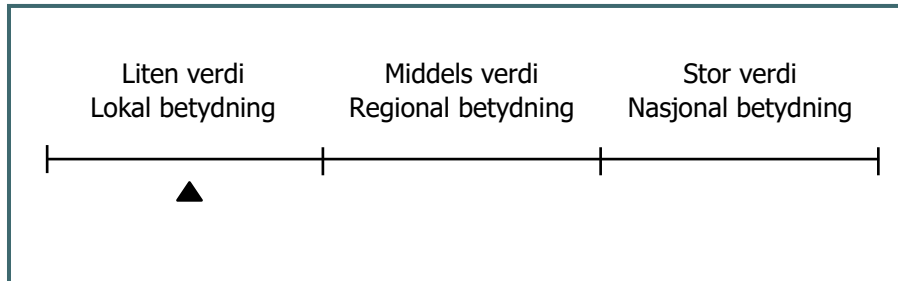 Liten verdi
Lokal betydning
Middels verdi
Regional betydning
Stor verdi
Nasjonal betydning